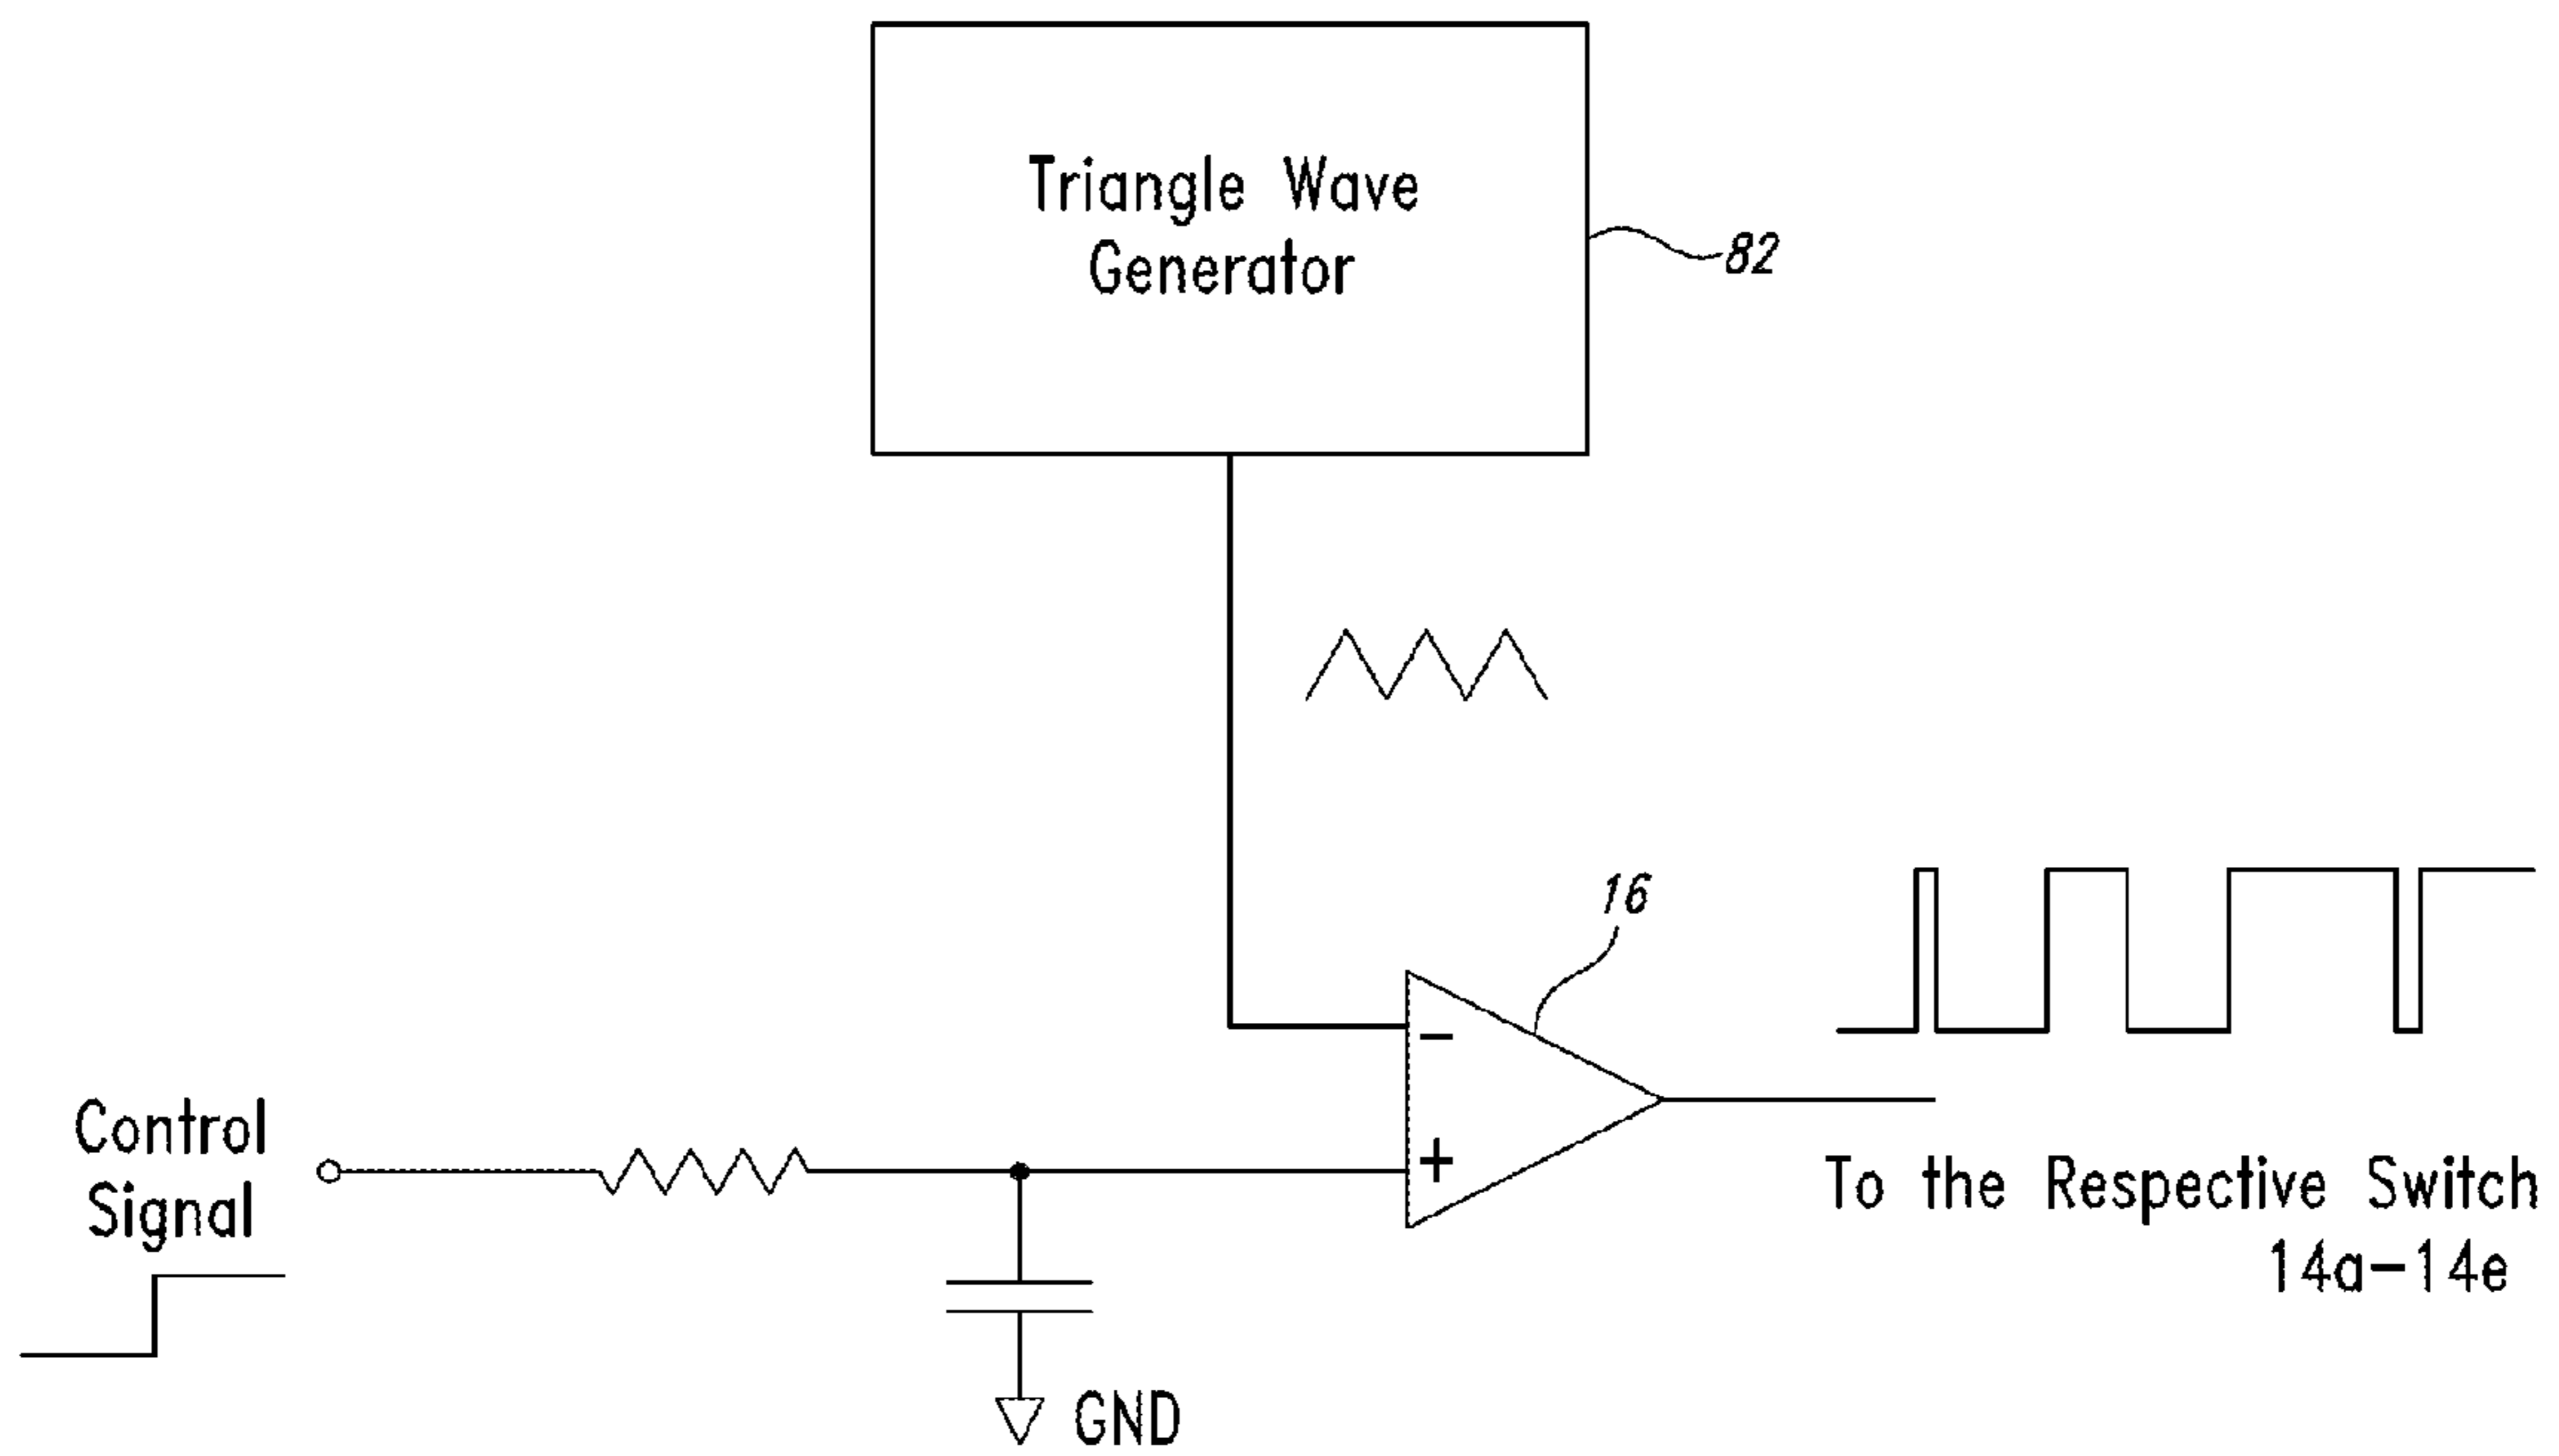 Triangle Wave
Generator
82
16
−
+
Control
Signal
To the Respective Switch
14a−14e
GND